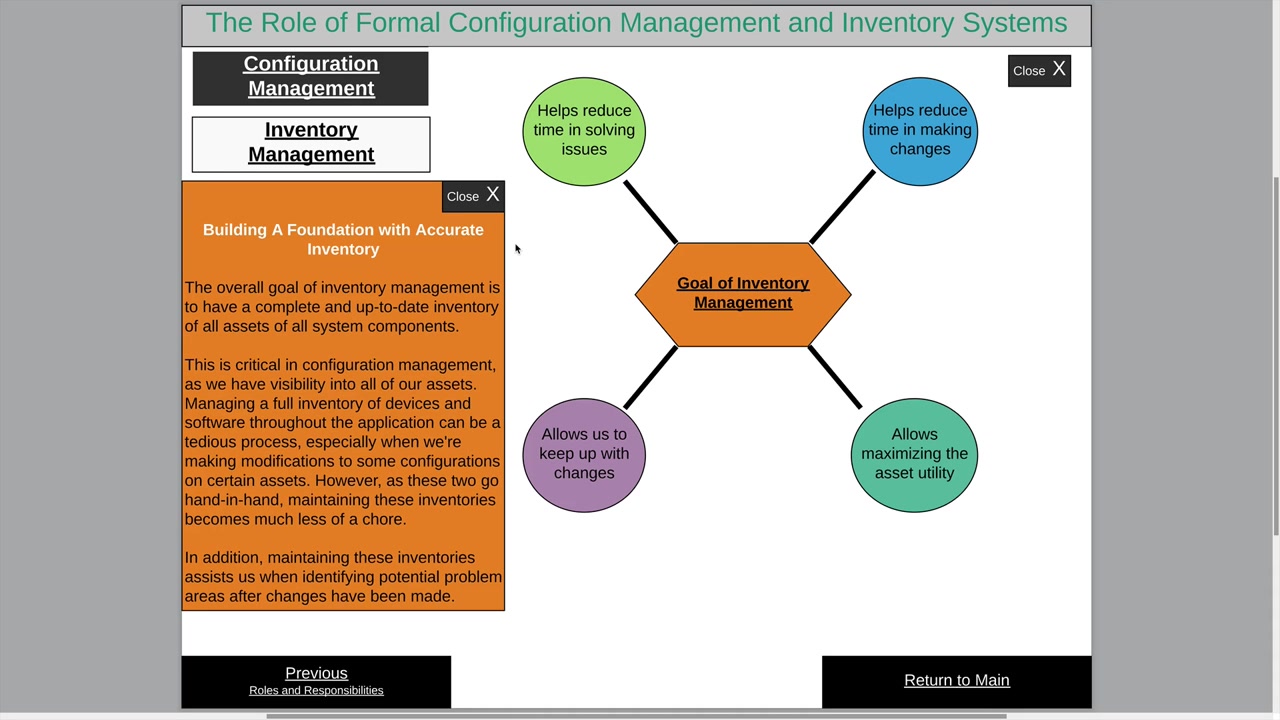 The Role of Formal Configuration Management and Inventory Systems
Configuration
Management
Inventory
Management
Close X
Building A Foundation with Accurate
Inventory
The overall goal of inventory management is
to have a complete and up-to-date inventory
of all assets of all system components.
This is critical in configuration management,
as we have visibility into all of our assets.
Managing a full inventory of devices and
software throughout the application can be a
tedious process, especially when we're
making modifications to some configurations
on certain assets. However, as these two go
hand-in-hand, maintaining these inventories
becomes much less of a chore.
In addition, maintaining these inventories
assists us when identifying potential problem
areas after changes have been made.
Close X
Helps reduce
time in solving
issues
Helps reduce
time in making
changes
Goal of Inventory
Management
Allows us to
keep up with
changes
Allows
maximizing the
asset utility
Previous
Roles and Responsibilities
Return to Main